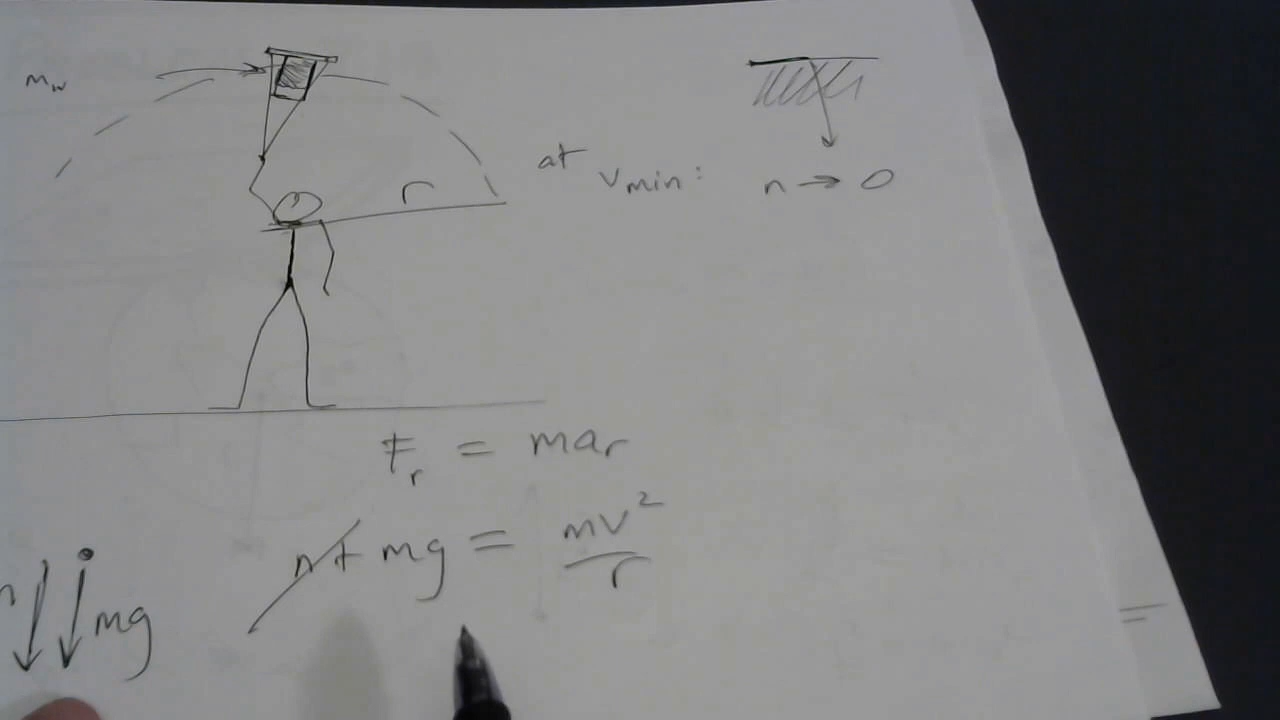 m_w
r
at v_min: n → 0
F_r = ma_r
n + mg = mv²/r
n mg